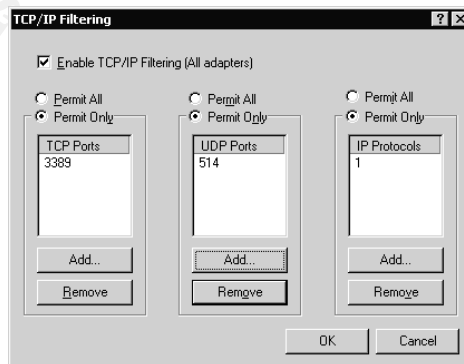 TCP/IP Filtering
Enable TCP/IP Filtering (All adapters)
Permit All
Permit Only
TCP Ports
3389
Add...
Remove
Permit All
Permit Only
UDP Ports
514
Add...
Remove
Permit All
Permit Only
IP Protocols
1
Add...
Remove
OK
Cancel